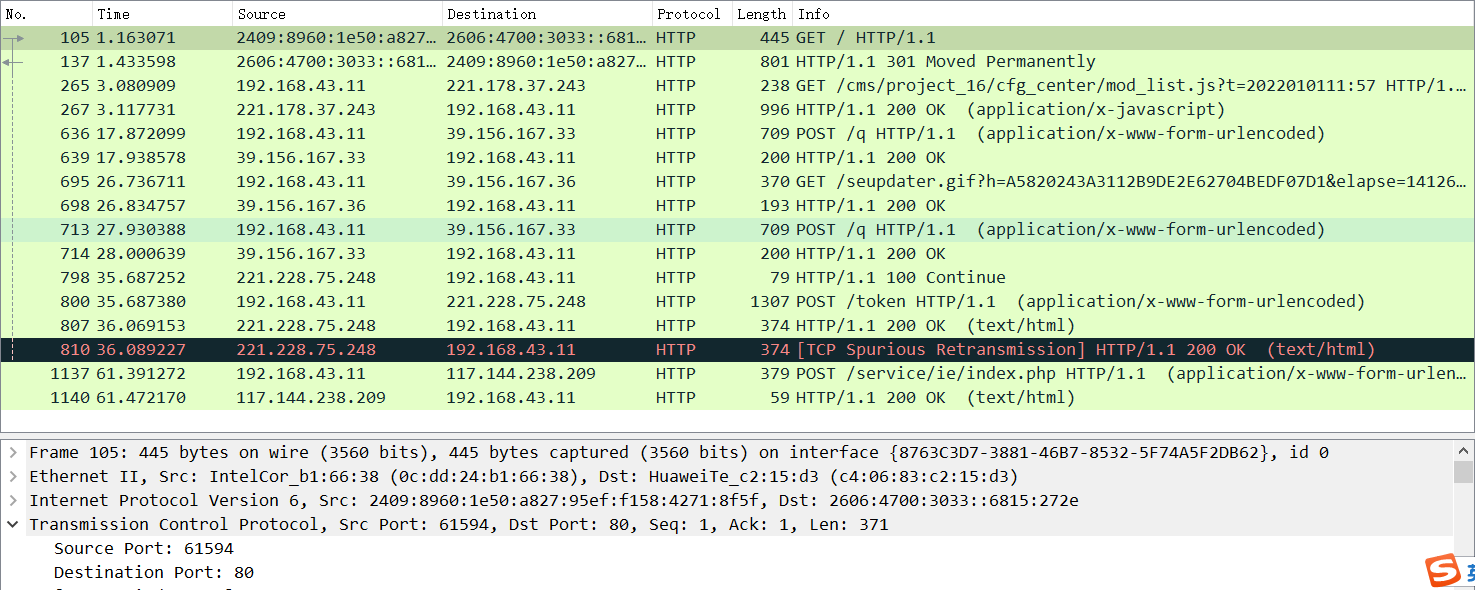 No. Time Source Destination Protocol Length Info
105 1.163071 2409:8960:1e50:a827… 2606:4700:3033::681… HTTP 445 GET / HTTP/1.1
137 1.433598 2606:4700:3033::681… 2409:8960:1e50:a827… HTTP 801 HTTP/1.1 301 Moved Permanently
265 3.080909 192.168.43.11 221.178.37.243 HTTP 238 GET /cms/project_16/cfg_center/mod_list.js?t=2022010111:57 HTTP/1.…
267 3.117731 221.178.37.243 192.168.43.11 HTTP 996 HTTP/1.1 200 OK (application/x-javascript)
636 17.872099 192.168.43.11 39.156.167.33 HTTP 709 POST /q HTTP/1.1 (application/x-www-form-urlencoded)
639 17.938578 39.156.167.33 192.168.43.11 HTTP 200 HTTP/1.1 200 OK
695 26.736711 192.168.43.11 39.156.167.36 HTTP 370 GET /seupdater.gif?h=A5820243A3112B9DE2E62704BEDF07D1&elapse=14126…
698 26.834757 39.156.167.36 192.168.43.11 HTTP 193 HTTP/1.1 200 OK
713 27.930388 192.168.43.11 39.156.167.33 HTTP 709 POST /q HTTP/1.1 (application/x-www-form-urlencoded)
714 28.000639 39.156.167.33 192.168.43.11 HTTP 200 HTTP/1.1 200 OK
798 35.687252 221.228.75.248 192.168.43.11 HTTP 79 HTTP/1.1 100 Continue
800 35.687380 192.168.43.11 221.228.75.248 HTTP 1307 POST /token HTTP/1.1 (application/x-www-form-urlencoded)
807 36.069153 221.228.75.248 192.168.43.11 HTTP 374 HTTP/1.1 200 OK (text/html)
810 36.089227 221.228.75.248 192.168.43.11 HTTP 374 [TCP Spurious Retransmission] HTTP/1.1 200 OK (text/html)
1137 61.391272 192.168.43.11 117.144.238.209 HTTP 379 POST /service/ie/index.php HTTP/1.1 (application/x-www-form-urlen…
1140 61.472170 117.144.238.209 192.168.43.11 HTTP 59 HTTP/1.1 200 OK (text/html)
Frame 105: 445 bytes on wire (3560 bits), 445 bytes captured (3560 bits) on interface {8763C3D7-3881-46B7-8532-5F74A5F2DB62}, id 0
Ethernet II, Src: IntelCor_b1:66:38 (0c:dd:24:b1:66:38), Dst: HuaweiTe_c2:15:d3 (c4:06:83:c2:15:d3)
Internet Protocol Version 6, Src: 2409:8960:1e50:a827:95ef:f158:4271:8f5f, Dst: 2606:4700:3033::6815:272e
Transmission Control Protocol, Src Port: 61594, Dst Port: 80, Seq: 1, Ack: 1, Len: 371
Source Port: 61594
Destination Port: 80